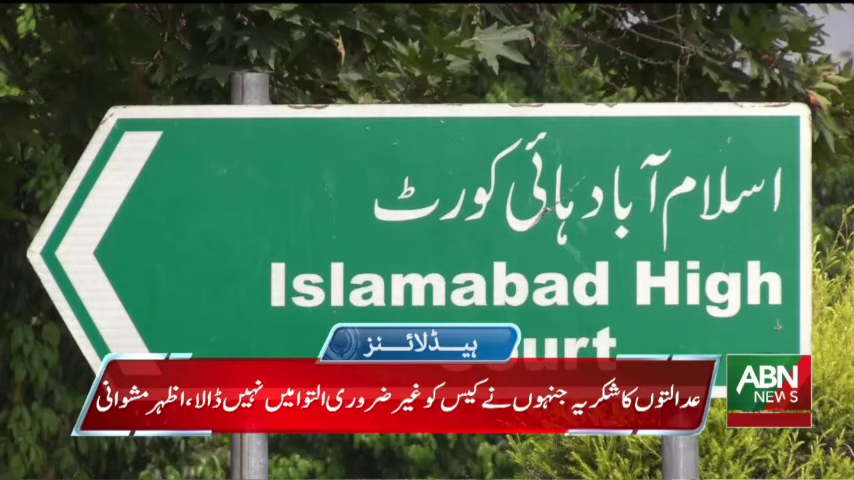 اسلام آباد ہائی کورٹ
Islamabad High
Court
ہیڈلائنز
عدالتوں کا شکریہ جنہوں نے کیس کو غیر ضروری التوا میں نہیں ڈالا، اظہر مشوانی
ABN
NEWS